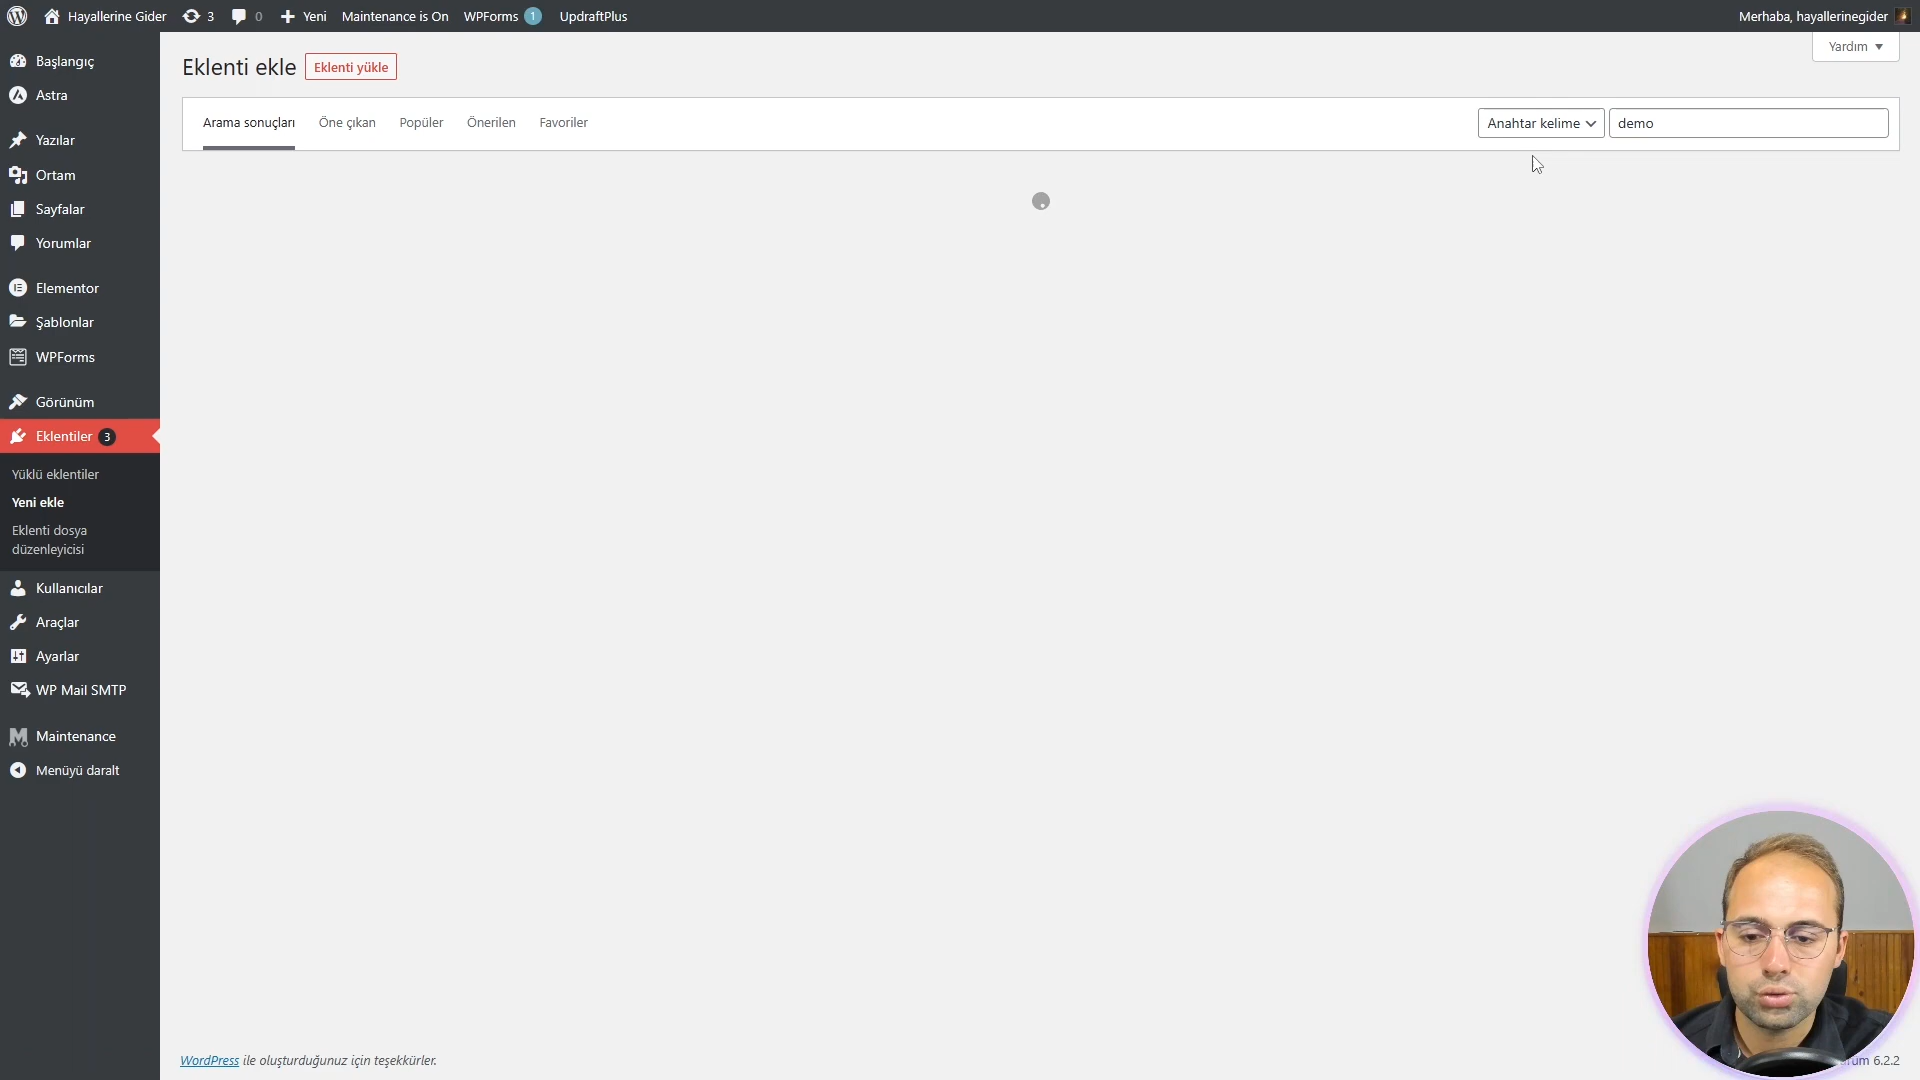 Hayallerine Gider 3 0 Yeni Maintenance is On WPForms 1 UpdraftPlus Merhaba, hayallerinegider
Yardım
Eklenti ekle Eklenti yükle
Arama sonuçları Öne çıkan Popüler Önerilen Favoriler Anahtar kelime demo
Başlangıç
Astra
Yazılar
Ortam
Sayfalar
Yorumlar
Elementor
Şablonlar
WPForms
Görünüm
Eklentiler 3
Yüklü eklentiler
Yeni ekle
Eklenti dosya
düzenleyicisi
Kullanıcılar
Araçlar
Ayarlar
WP Mail SMTP
Maintenance
Menüyü daralt
WordPress ile oluşturduğunuz için teşekkürler.
6.2.2